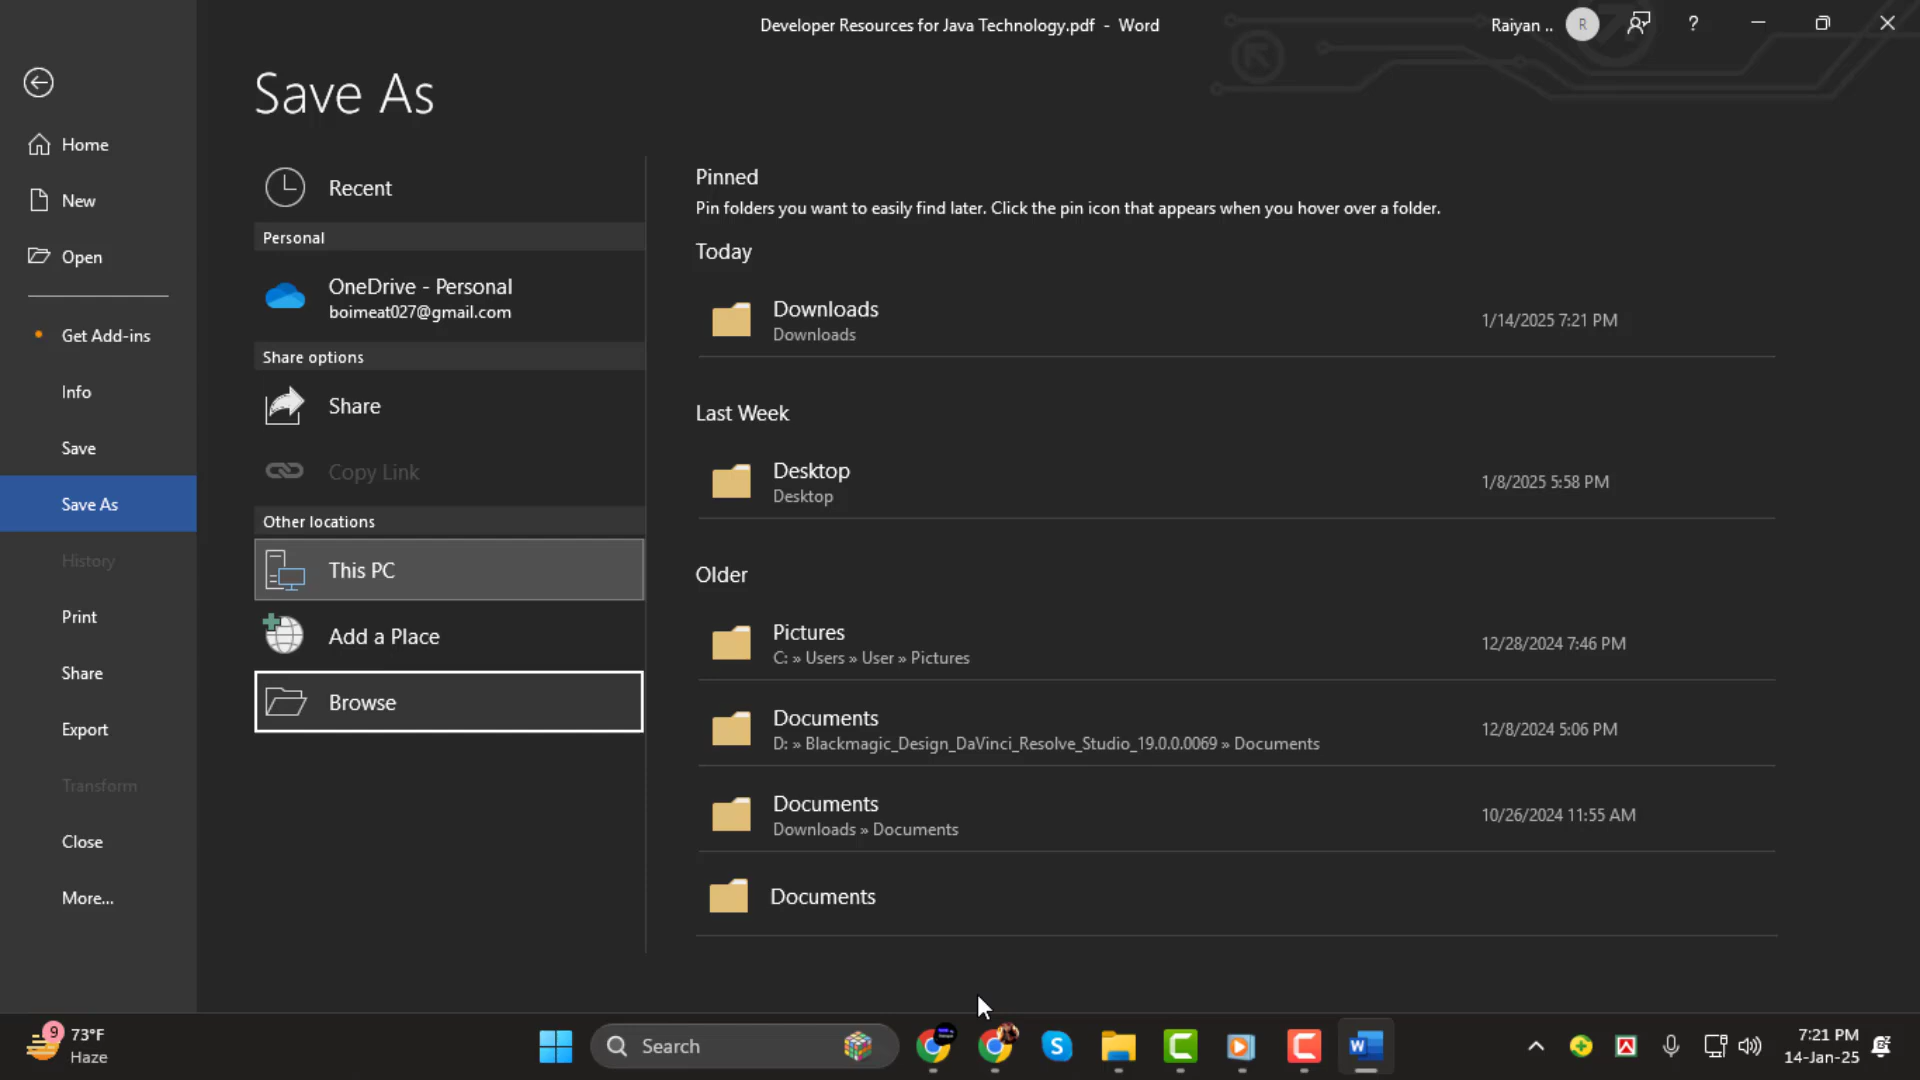 Developer Resources for Java Technology.pdf - Word
Raiyan ..
R
?
Save As
Home
New
Open
Get Add-ins
Info
Save
Save As
History
Print
Share
Export
Transform
Close
More...
Recent
Personal
OneDrive - Personal
boimeat027@gmail.com
Share options
Share
Copy Link
Other locations
This PC
Add a Place
Browse
Pinned
Pin folders you want to easily find later. Click the pin icon that appears when you hover over a folder.
Today
Downloads
Downloads
1/14/2025 7:21 PM
Last Week
Desktop
Desktop
1/8/2025 5:58 PM
Older
Pictures
C: » Users » User » Pictures
12/28/2024 7:46 PM
Documents
D: » Blackmagic_Design_DaVinci_Resolve_Studio_19.0.0.0069 » Documents
12/8/2024 5:06 PM
Documents
Downloads » Documents
10/26/2024 11:55 AM
Documents
9
73°F
Haze
Search
S
W
7:21 PM
14-Jan-25